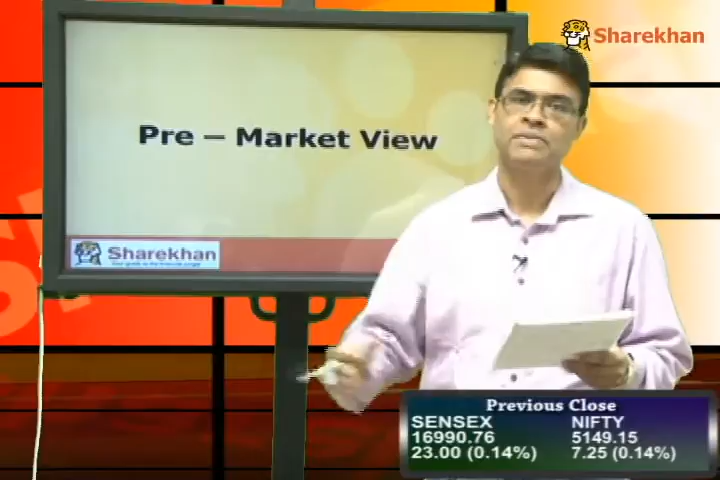 Sharekhan
Pre – Market View
Sharekhan
Previous Close
SENSEX NIFTY
16990.76 5149.15
23.00 (0.14%) 7.25 (0.14%)